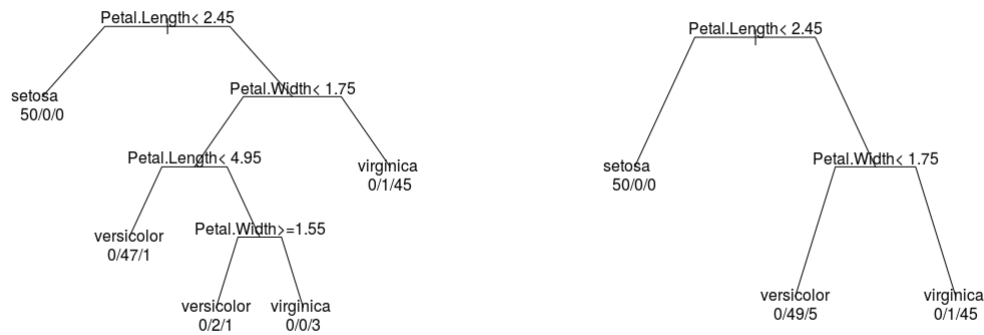 Petal.Length< 2.45
setosa
50/0/0
Petal.Width< 1.75
Petal.Length< 4.95
virginica
0/1/45
versicolor
0/47/1
Petal.Width>=1.55
versicolor
0/2/1
virginica
0/0/3
Petal.Length< 2.45
setosa
50/0/0
Petal.Width< 1.75
versicolor
0/49/5
virginica
0/1/45